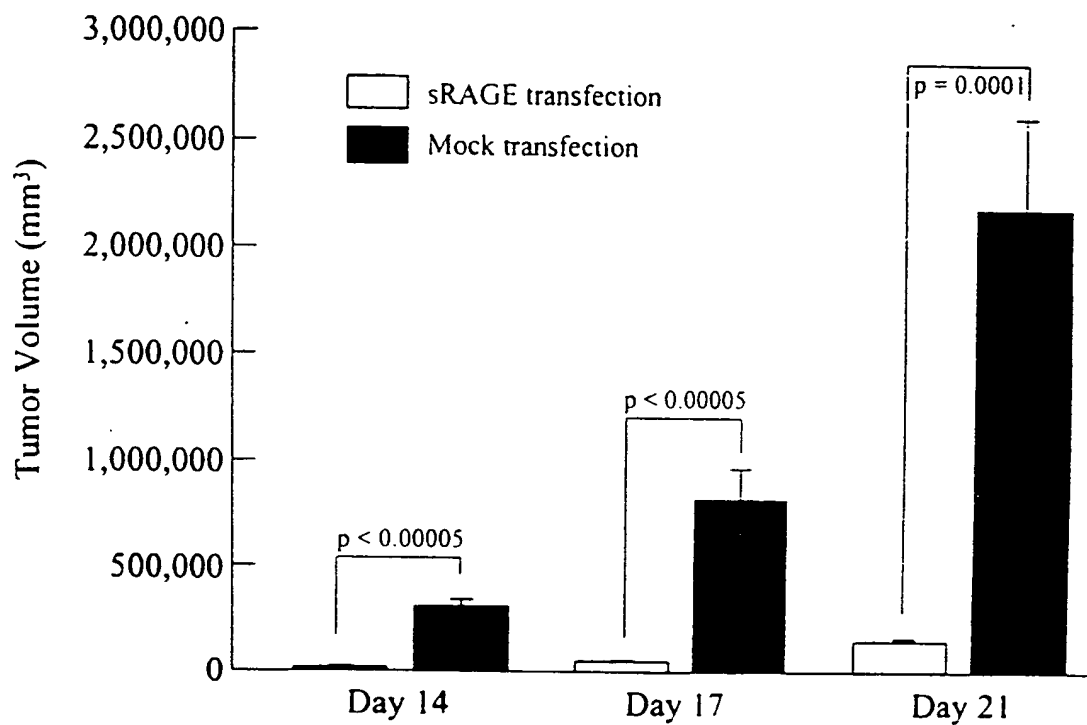 3,000,000
2,500,000
2,000,000
1,500,000
1,000,000
500,000
0
Tumor Volume (mm³)
sRAGE transfection
Mock transfection
p < 0.00005
p < 0.00005
p = 0.0001
Day 14
Day 17
Day 21